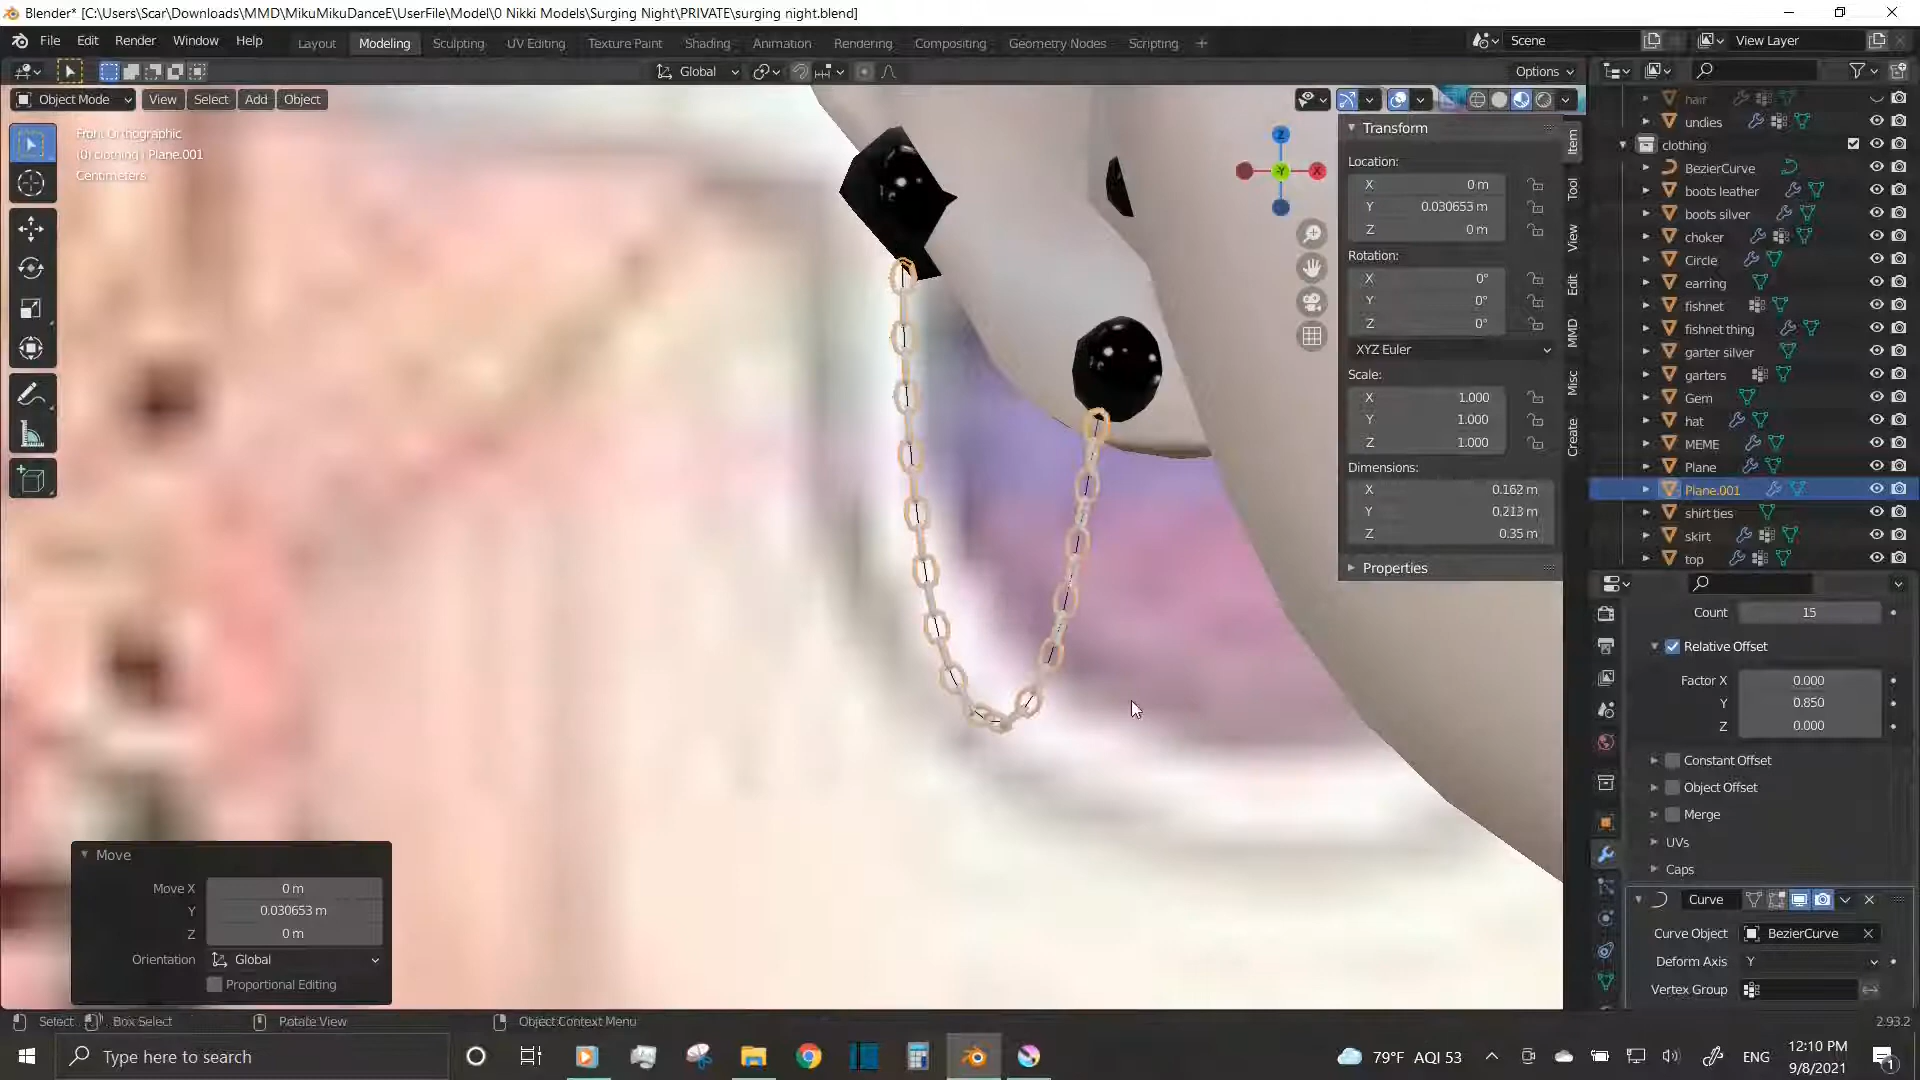 Blender* [C:\Users\Scar\Downloads\MMD\MikuMikuDanceE\UserFile\Model\0 Nikki Models\Surging Night\PRIVATE\surging night.blend]
File Edit Render Window Help
Layout Modeling Sculpting UV Editing Texture Paint Shading Animation Rendering Compositing Geometry Nodes Scripting +
Scene
View Layer
Global
Options
Object Mode View Select Add Object
Front Orthographic
(0) clothing | Plane.001
Centimeters
Z
Y
X
Transform
Location:
X 0 m
Y 0.030653 m
Z 0 m
Rotation:
X 0°
Y 0°
Z 0°
XYZ Euler
Scale:
X 1.000
Y 1.000
Z 1.000
Dimensions:
X 0.162 m
Y 0.213 m
Z 0.35 m
Properties
Item
Tool
View
Edit
MMD
Misc
Create
hair
undies
clothing
BezierCurve
boots leather
boots silver
choker
Circle
earring
fishnet
fishnet thing
garter silver
garters
Gem
hat
MEME
Plane
Plane.001
shirt ties
skirt
top
Count 15
Relative Offset
Factor X 0.000
Y 0.850
Z 0.000
Constant Offset
Object Offset
Merge
UVs
Caps
Curve
Curve Object BezierCurve
Deform Axis Y
Vertex Group
Move
Move X 0 m
Y 0.030653 m
Z 0 m
Orientation Global
Proportional Editing
Select Box Select Rotate View Object Context Menu
2.93.2
Type here to search
79°F AQI 53
ENG
12:10 PM
9/8/2021
1